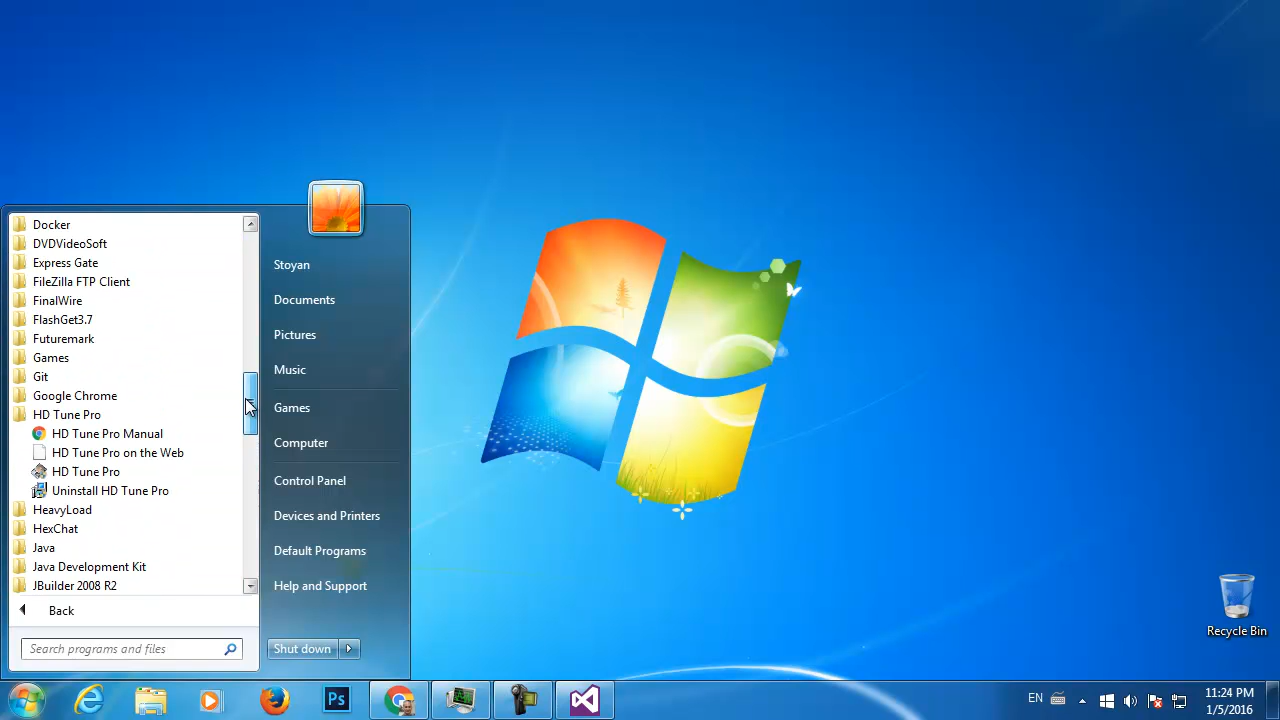 Docker
DVDVideoSoft
Express Gate
FileZilla FTP Client
FinalWire
FlashGet3.7
Futuremark
Games
Git
Google Chrome
HD Tune Pro
HD Tune Pro Manual
HD Tune Pro on the Web
HD Tune Pro
Uninstall HD Tune Pro
HeavyLoad
HexChat
Java
Java Development Kit
JBuilder 2008 R2
Back
Search programs and files
Stoyan
Documents
Pictures
Music
Games
Computer
Control Panel
Devices and Printers
Default Programs
Help and Support
Shut down
Recycle Bin
Ps
EN
11:24 PM
1/5/2016